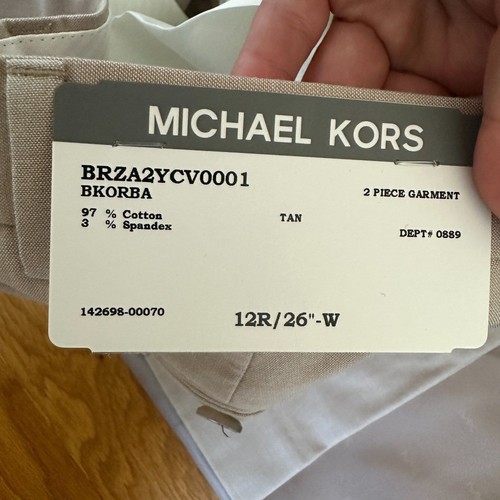 MICHAEL KORS
BRZA2YCV0001
BKORBA
2 PIECE GARMENT
97 % Cotton
3 % Spandex
TAN
DEPT# 0889
142698-00070
12R/26"-W